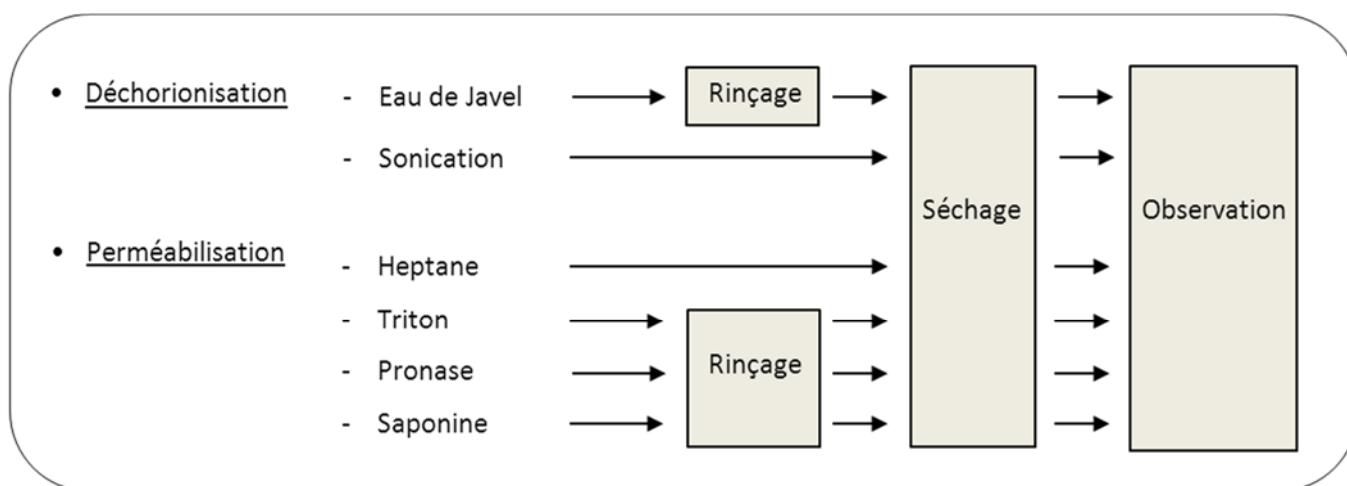 • Déchorionisation - Eau de Javel Rinçage
- Sonication
Séchage Observation
• Perméabilisation - Heptane
- Triton
- Pronase Rinçage
- Saponine